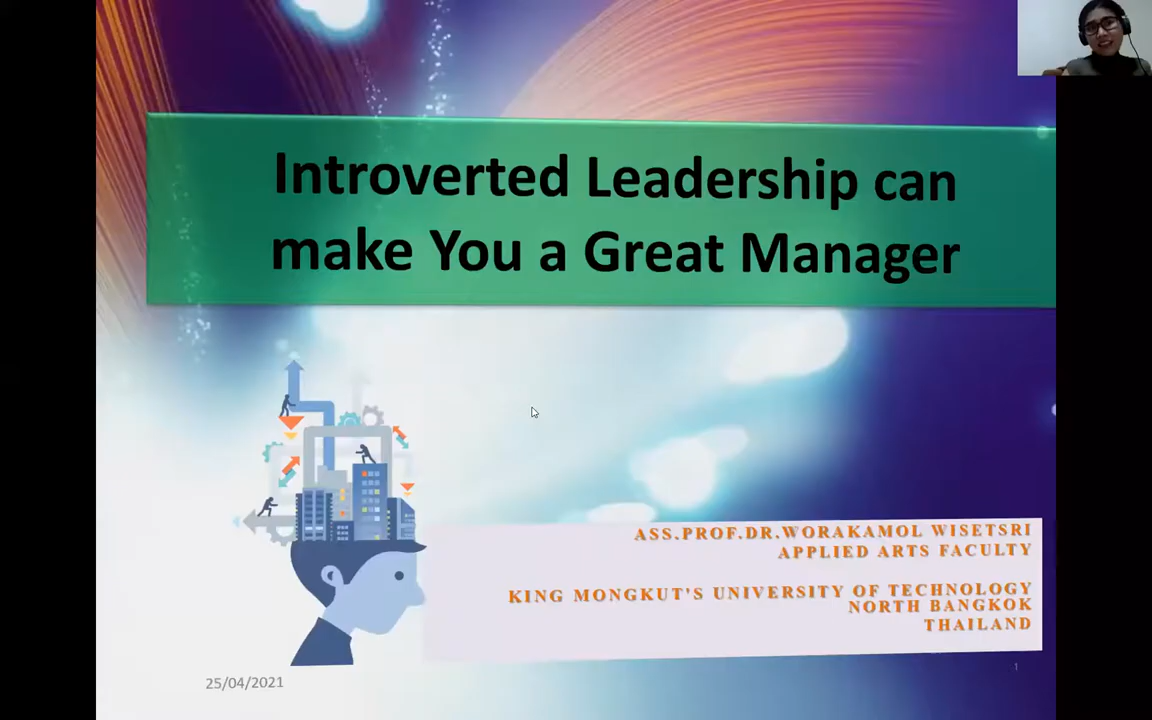 Introverted Leadership can
make You a Great Manager
ASS.PROF.DR.WORAKAMOL WISETSRI
APPLIED ARTS FACULTY
KING MONGKUT'S UNIVERSITY OF TECHNOLOGY
NORTH BANGKOK
THAILAND
25/04/2021
1